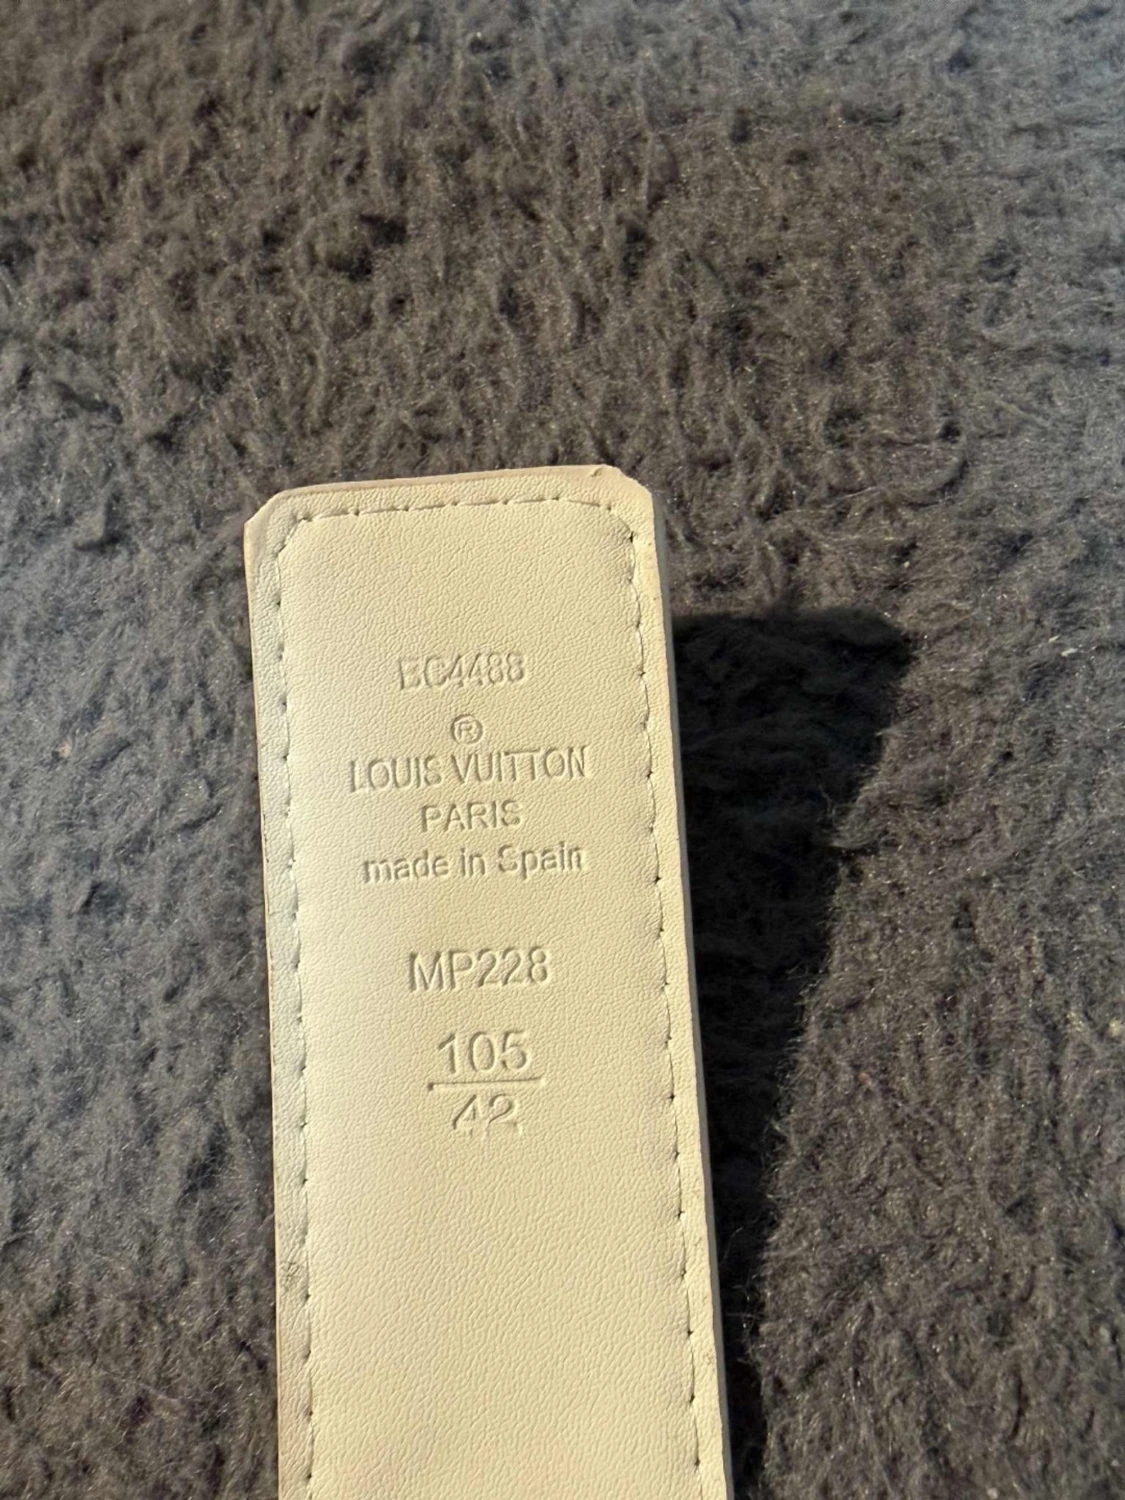 BC4488
®
LOUIS VUITTON
PARIS
made in Spain
MP228
105
42